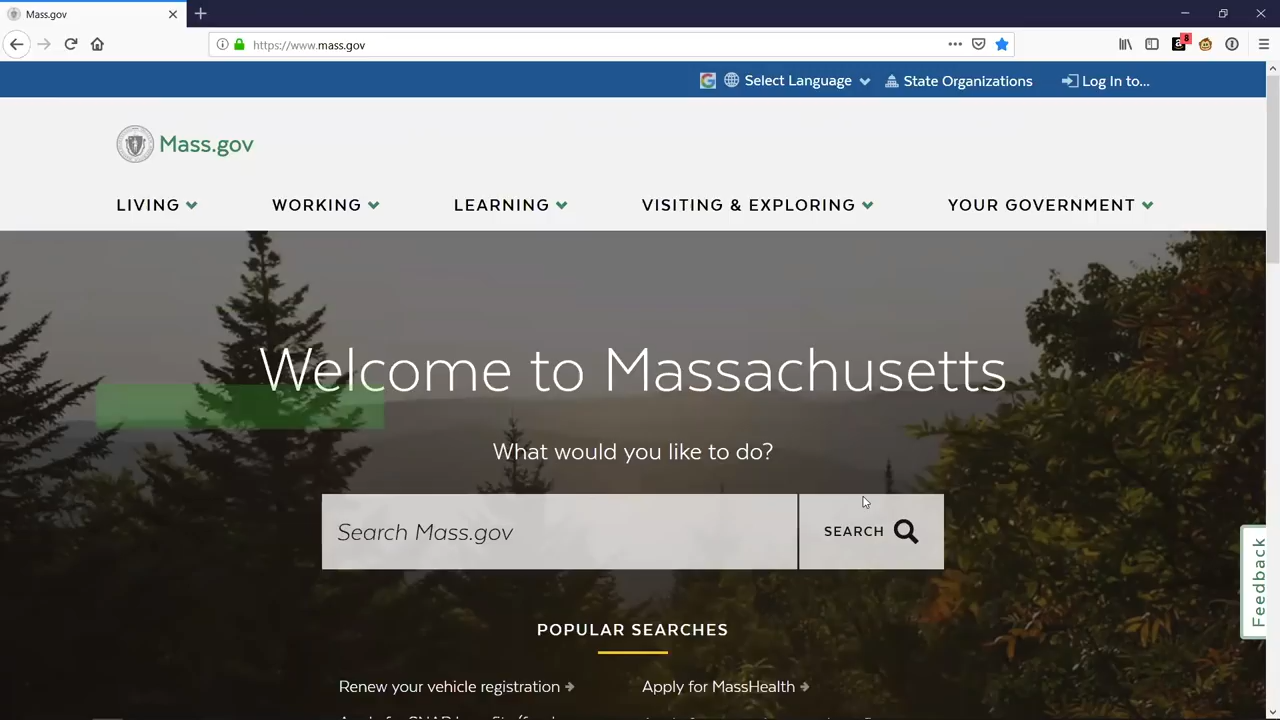 Mass.gov
https://www.mass.gov
8
Select Language
State Organizations
Log In to...
Mass.gov
LIVING
WORKING
LEARNING
VISITING & EXPLORING
YOUR GOVERNMENT
Welcome to Massachusetts
What would you like to do?
Search Mass.gov
SEARCH
Feedback
POPULAR SEARCHES
Renew your vehicle registration
Apply for MassHealth